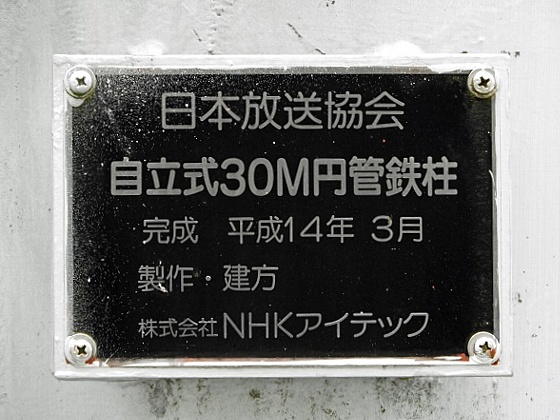 日本放送協会
自立式30M円管鉄柱
完成 平成14年 3月
製作・建方
株式会社NHKアイテック